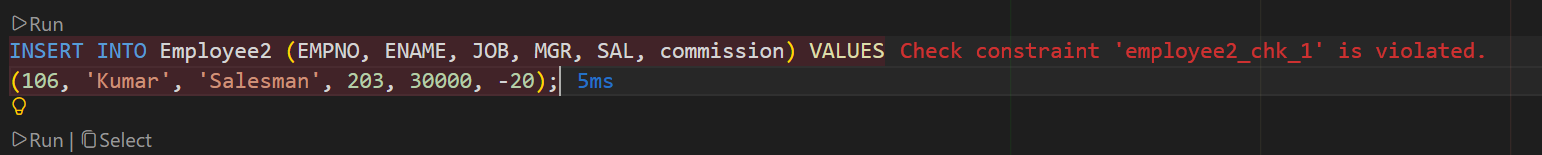 Run
INSERT INTO Employee2 (EMPNO, ENAME, JOB, MGR, SAL, commission) VALUES Check constraint 'employee2_chk_1' is violated.
(106, 'Kumar', 'Salesman', 203, 30000, -20); 5ms
Run | Select